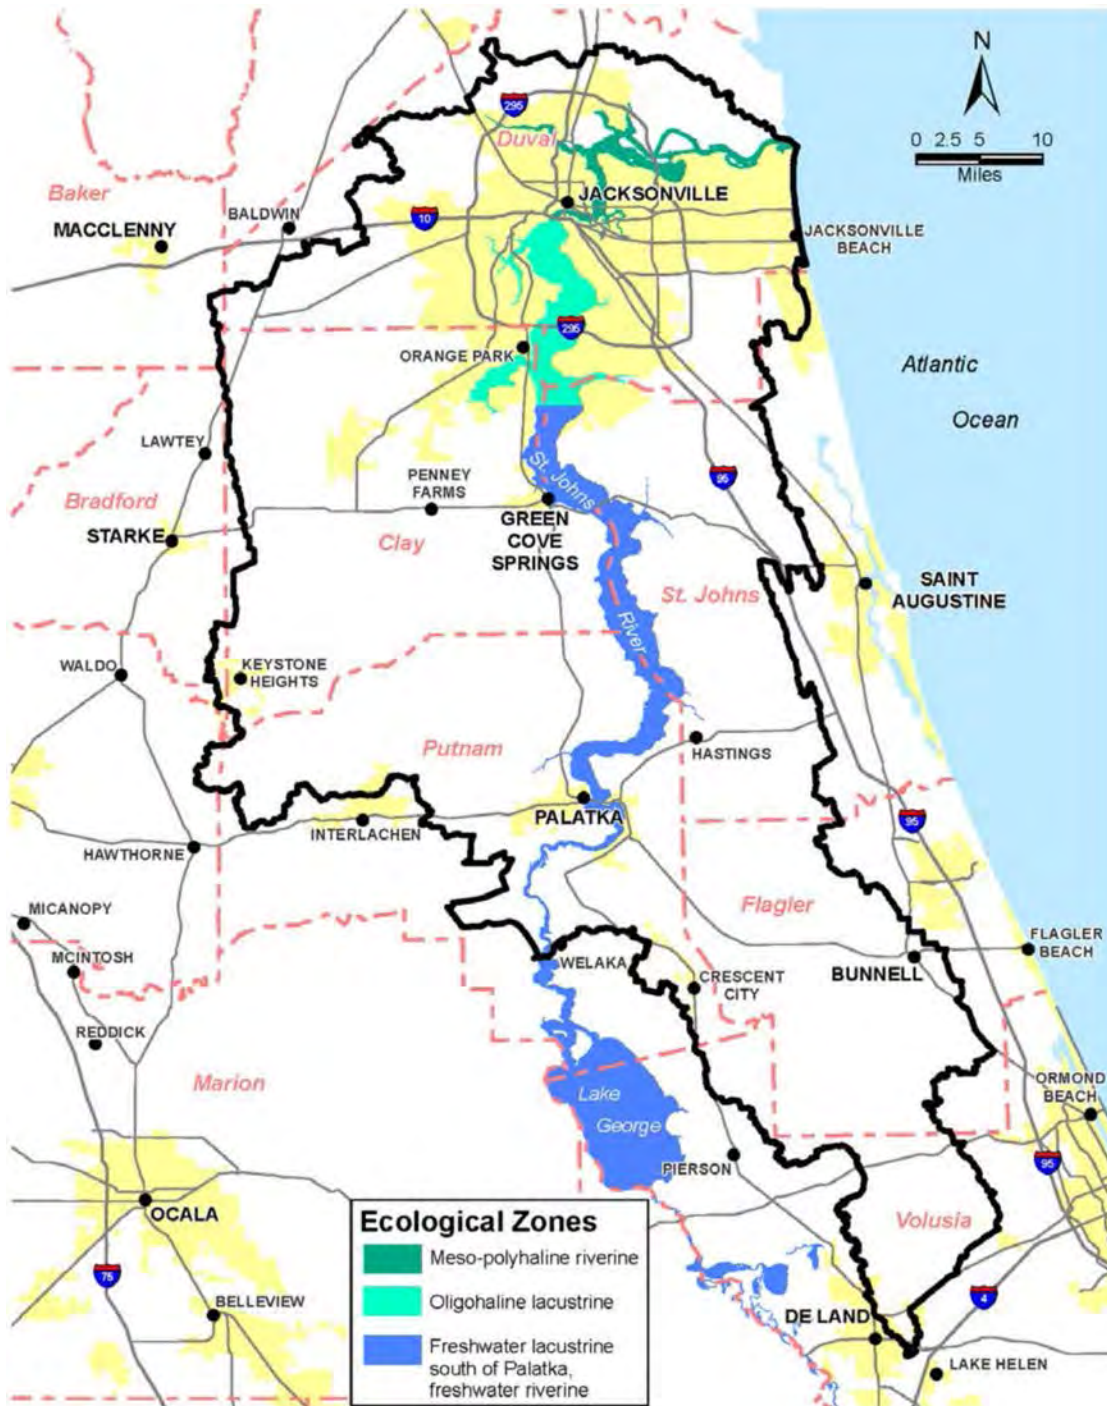 N
0 2.5 5 10
Miles
295
Duval
Baker
JACKSONVILLE
BALDWIN
10
MACCLENNY
JACKSONVILLE
BEACH
295
ORANGE PARK
Atlantic
Ocean
LAWTEY
St. Johns
95
PENNEY
FARMS
Bradford
STARKE
Clay
GREEN
COVE
SPRINGS
SAINT
AUGUSTINE
St. Johns
River
WALDO
KEYSTONE
HEIGHTS
Putnam
HASTINGS
PALATKA
95
INTERLACHEN
HAWTHORNE
MICANOPY
Flagler
FLAGLER
BEACH
MCINTOSH
WELAKA
BUNNELL
CRESCENT
CITY
REDDICK
Marion
Lake
George
ORMOND
BEACH
PIERSON
95
OCALA
Volusia
75
BELLEVIEW
4
DE LAND
LAKE HELEN
Ecological Zones
Meso-polyhaline riverine
Oligohaline lacustrine
Freshwater lacustrine
south of Palatka,
freshwater riverine